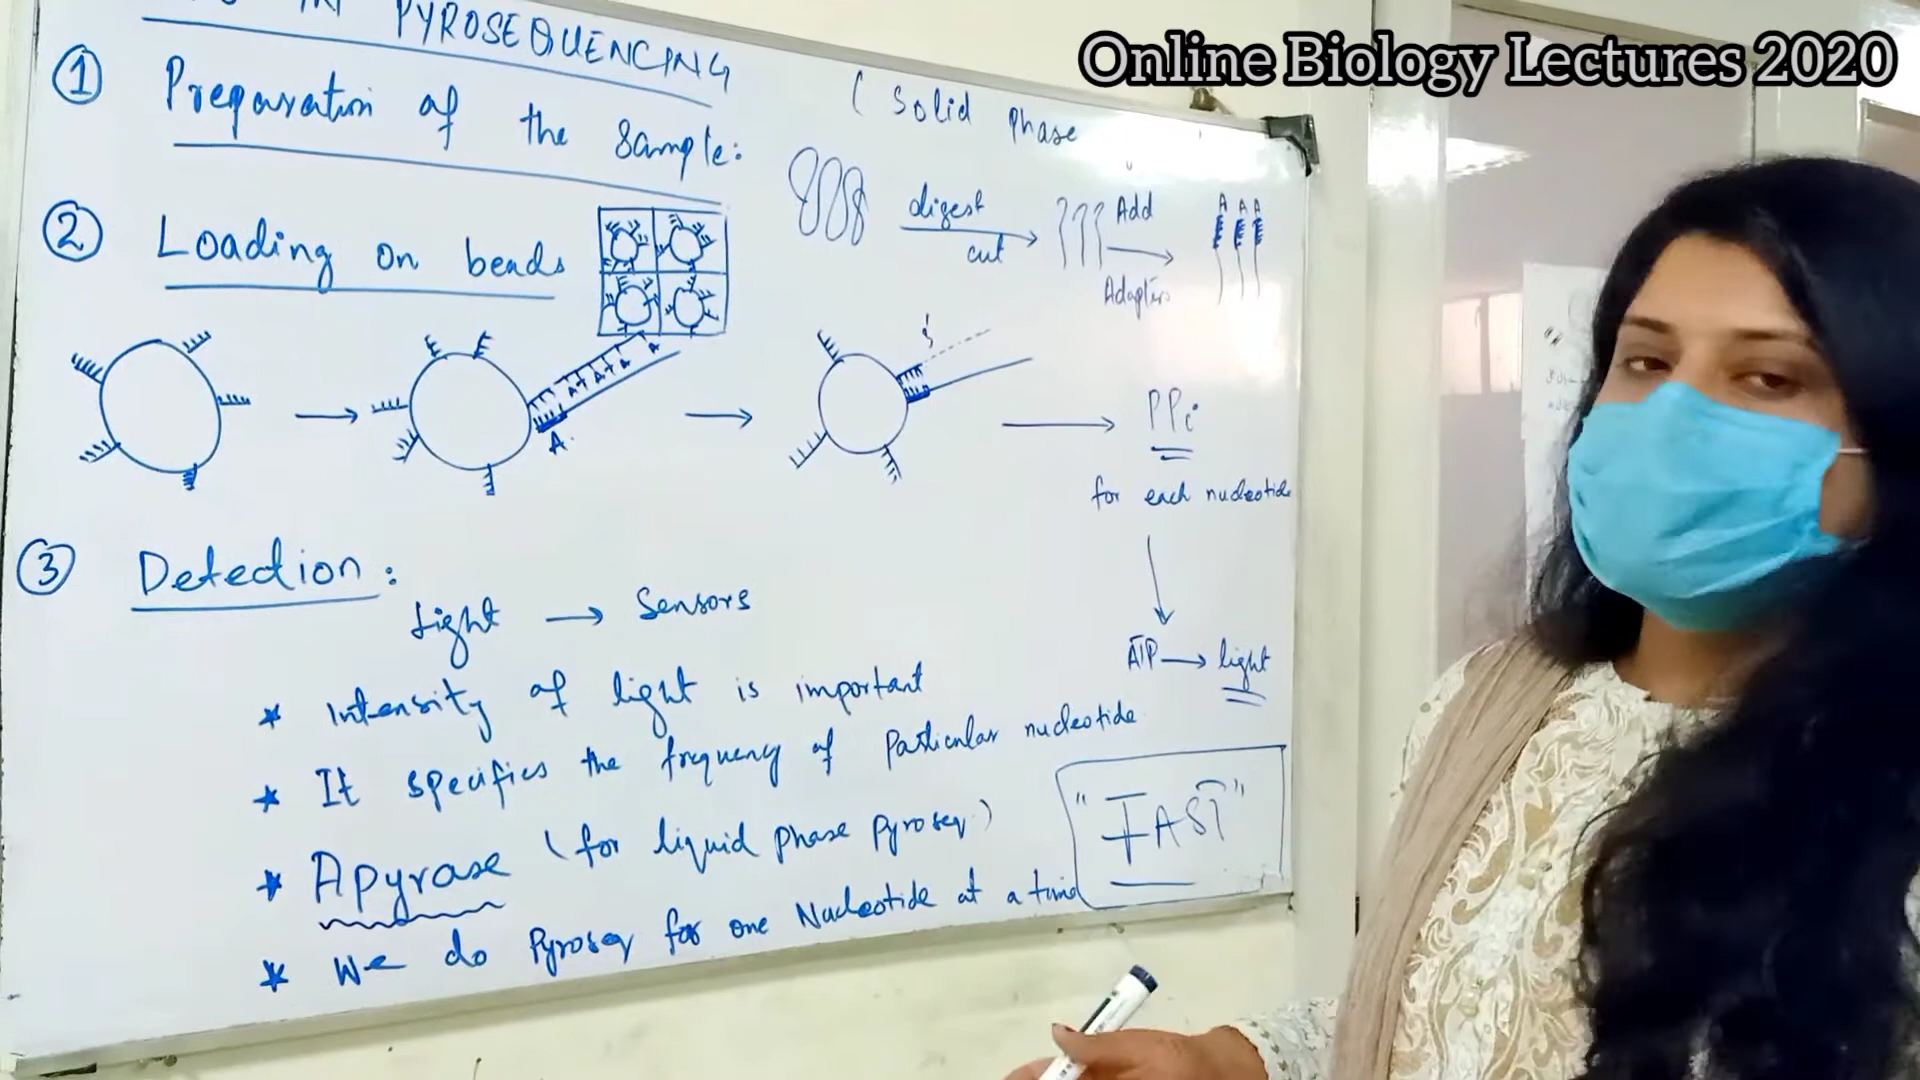 Online Biology Lectures 2020
IN PYROSEQUENCING
① Preparation of the Sample:
( Solid Phase
digest
cut
Add
Adapters
A A A
② Loading on beads
A T A T A A
A
PPi
for each nucleotide
ATP → light
③ Detection:
Light → Sensors
* Intensity of light is important
* It specifies the frequency of Particular nucleotide
* Apyrase (for liquid phase Pyroseq.)
* We do Pyroseq for one Nucleotide at a time
"FAST"